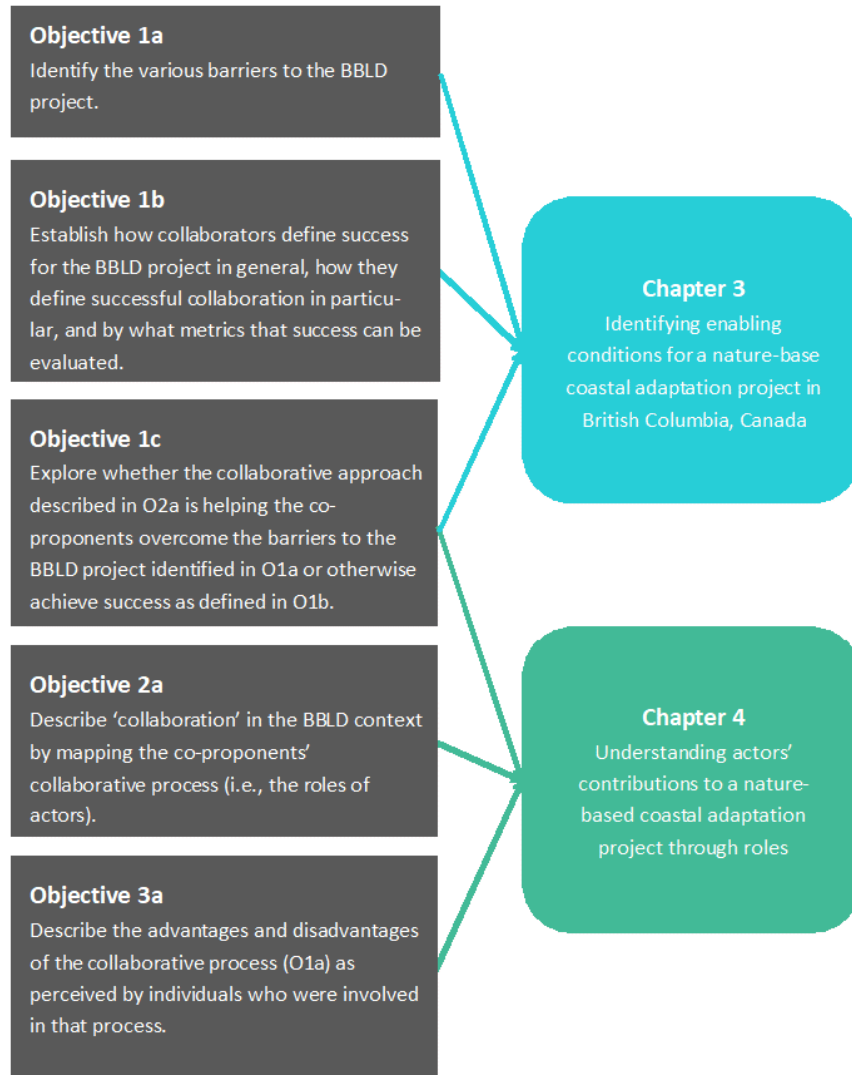 Objective 1a
Identify the various barriers to the BBLD
project.
Objective 1b
Establish how collaborators define success
for the BBLD project in general, how they
define successful collaboration in particu-
lar, and by what metrics that success can be
evaluated.
Objective 1c
Explore whether the collaborative approach
described in O2a is helping the co-
proponents overcome the barriers to the
BBLD project identified in O1a or otherwise
achieve success as defined in O1b.
Objective 2a
Describe ‘collaboration’ in the BBLD context
by mapping the co-proponents’
collaborative process (i.e., the roles of
actors).
Objective 3a
Describe the advantages and disadvantages
of the collaborative process (O1a) as
perceived by individuals who were involved
in that process.
Chapter 3
Identifying enabling
conditions for a nature-base
coastal adaptation project in
British Columbia, Canada
Chapter 4
Understanding actors’
contributions to a nature-
based coastal adaptation
project through roles